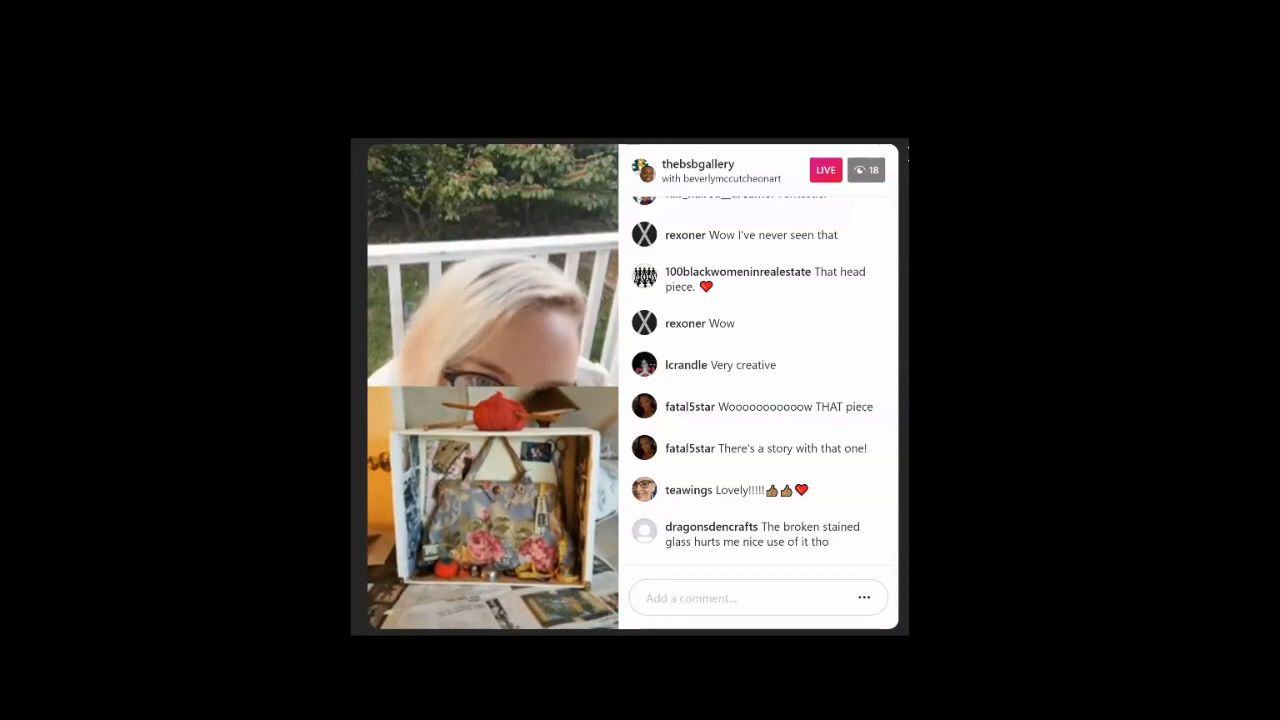 thebsbgallery
with beverlymccutcheonart
LIVE
18
rexoner Wow I've never seen that
100blackwomeninrealestate That head
piece. ❤️
rexoner Wow
lcrandle Very creative
fatal5star Wooooooooooow THAT piece
fatal5star There's a story with that one!
teawings Lovely!!!!!👍🏽👍🏽❤️
dragonsdencrafts The broken stained
glass hurts me nice use of it tho
Add a comment...